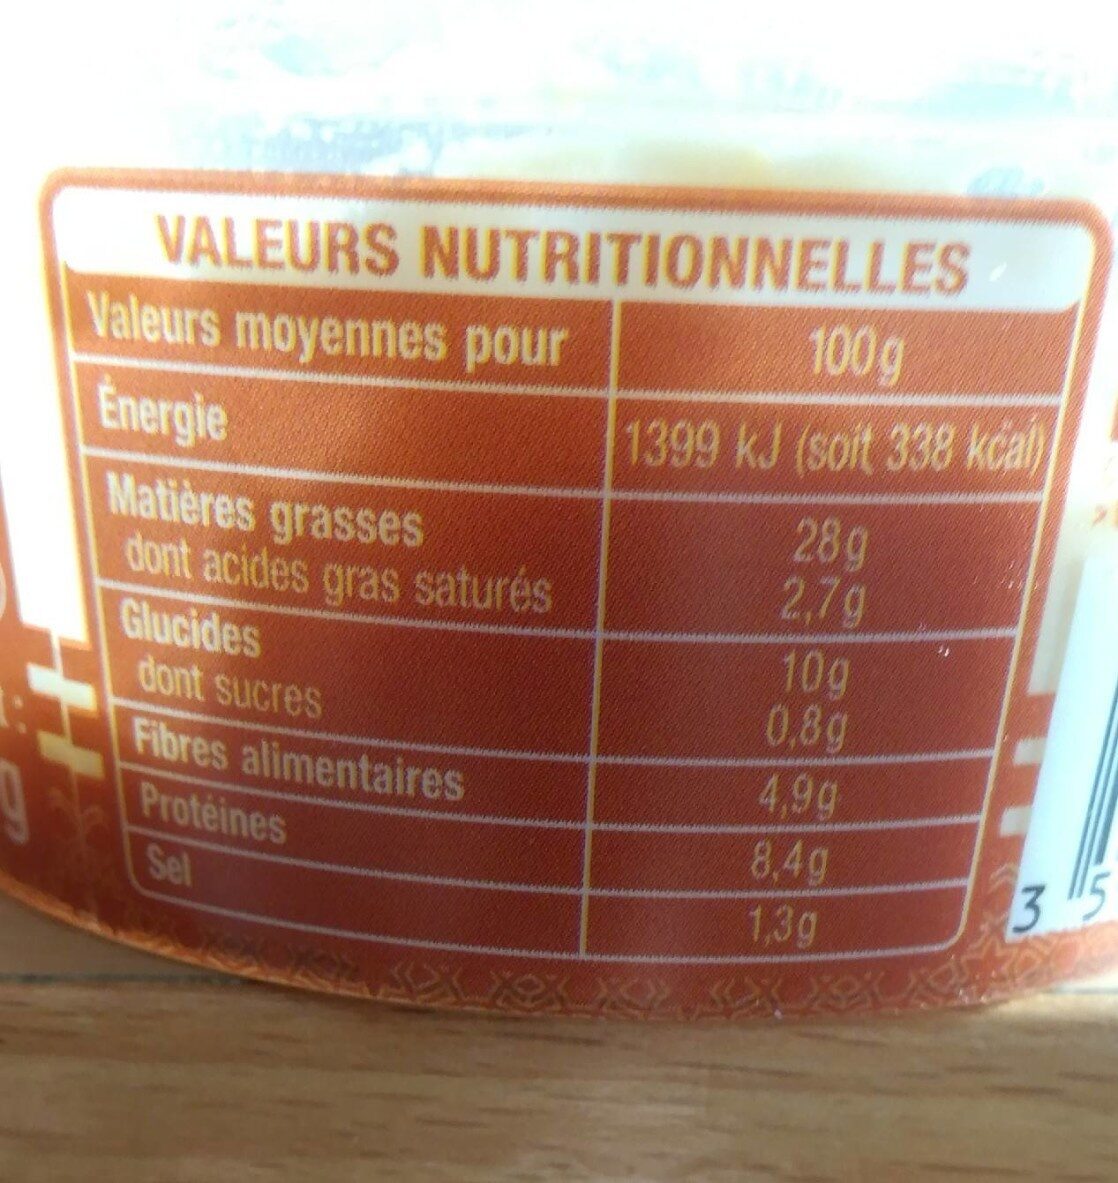 VALEURS NUTRITIONNELLES
Valeurs moyennes pour 100g
Énergie 1399 kJ (soit 338 kcal)
Matières grasses 28g
dont acides gras saturés 2,7g
Glucides 10g
dont sucres 0,8g
Fibres alimentaires 4,9g
Protéines 8,4g
Sel 1,3g
g
3 5